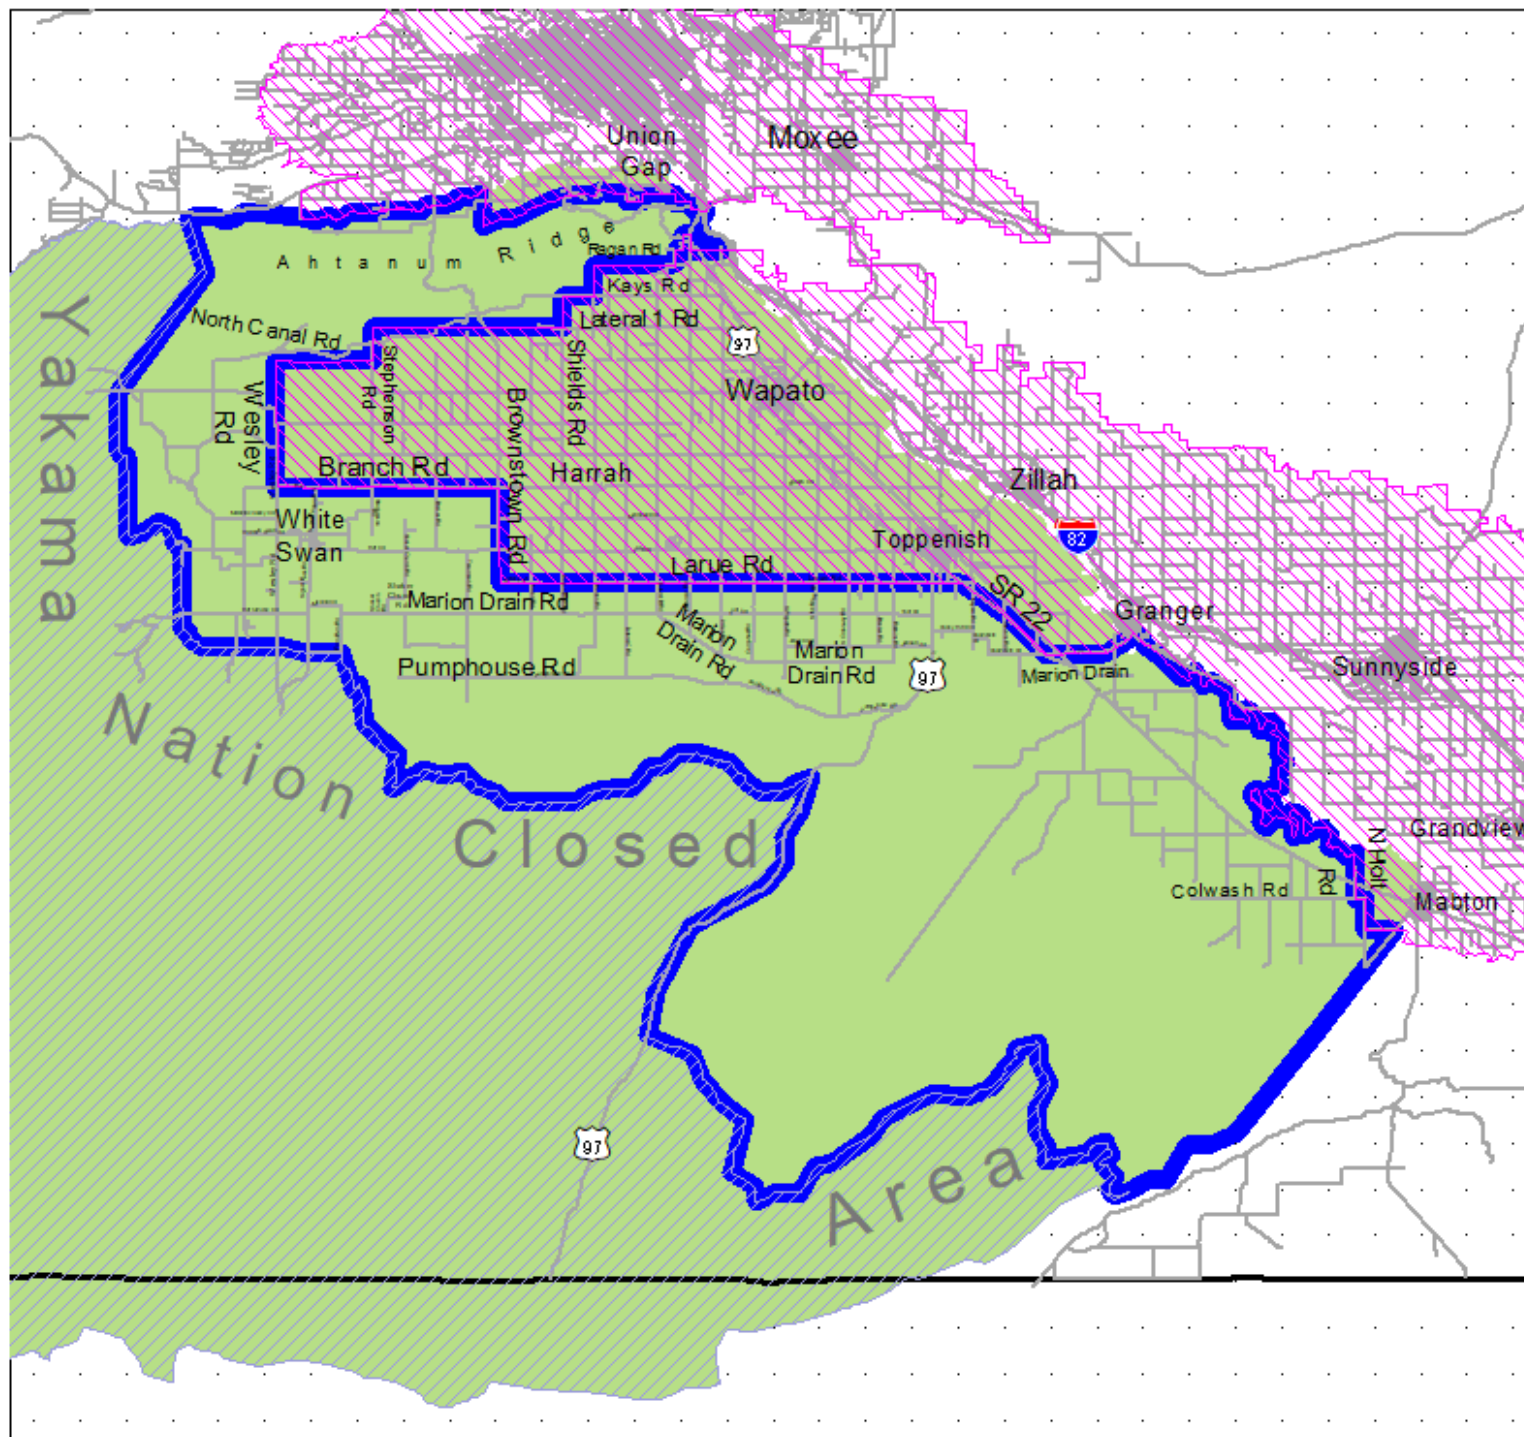 Union
Gap
Moxee
Ahtanum
Ridge
Ragan Rd
Kays Rd
North Canal Rd
Lateral 1 Rd
97
Stephenson
Rd
Shields Rd
Wapato
Wesley
Rd
Brownstown Rd
Branch Rd
Harrah
Zillah
White
Swan
Toppenish
82
Larue Rd
SR 22
Marion Drain Rd
Marion
Drain Rd
Granger
Marion
Drain Rd
Pumphouse Rd
97
Marion Drain
Sunnyside
Yakama
Nation
Closed
Area
Grandview
N Holt
Rd
Colwash Rd
Mabton
97